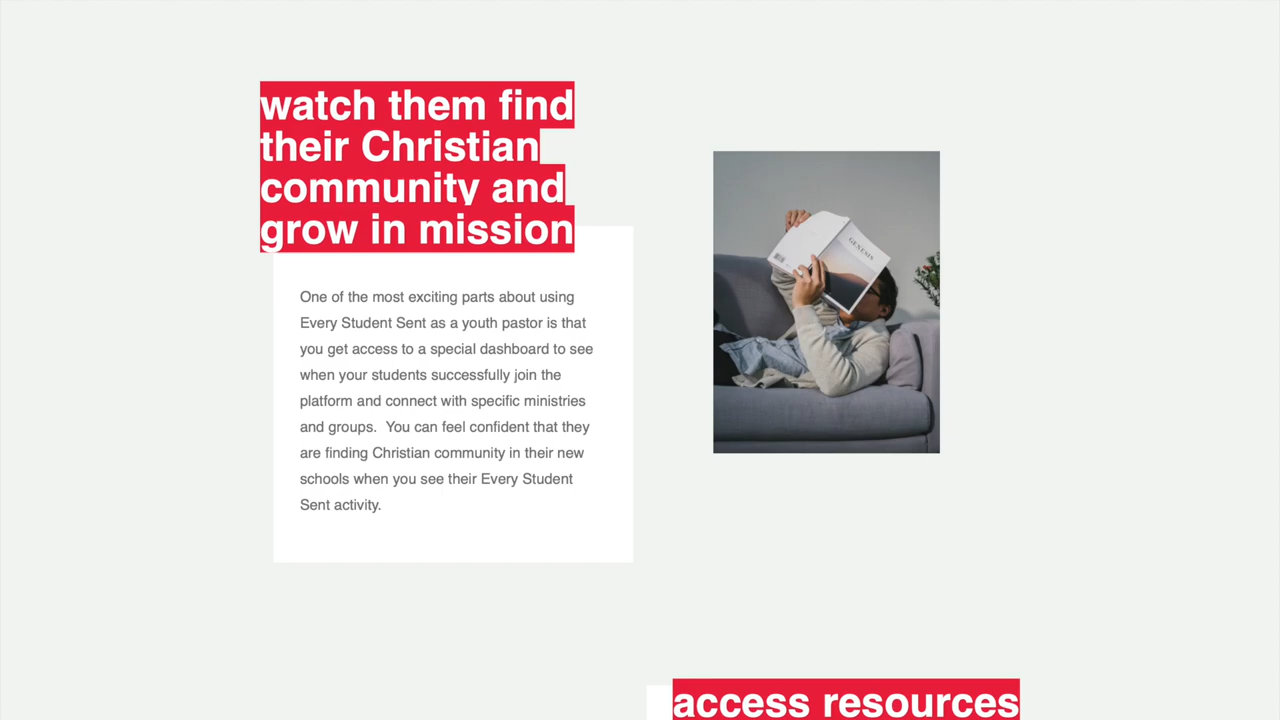 watch them find
their Christian
community and
grow in mission
One of the most exciting parts about using
Every Student Sent as a youth pastor is that
you get access to a special dashboard to see
when your students successfully join the
platform and connect with specific ministries
and groups.  You can feel confident that they
are finding Christian community in their new
schools when you see their Every Student
Sent activity.
GENESIS
access resources